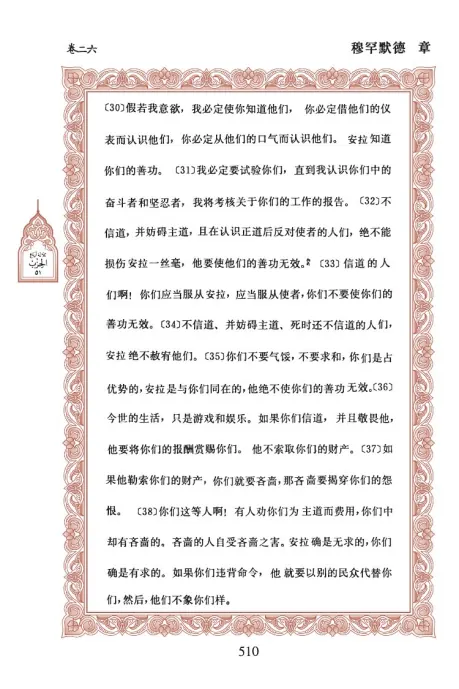 卷二六
穆罕默德 章
〔30〕假若我意欲，我必定使你知道他们， 你必定借他们的仪
表而认识他们，你必定从他们的口气而认识他们。 安拉知道
你们的善功。〔31〕我必定要试验你们，直到我认识你们中的
奋斗者和坚忍者，我将考核关于你们的工作的报告。〔32〕不
信道，并妨碍主道，且在认识正道后反对使者的人们，绝不能
损伤安拉一丝毫，他要使他们的善功无效。〔33〕信道的人
们啊！你们应当服从安拉，应当服从使者，你们不要使你们的
善功无效。〔34〕不信道、并妨碍主道、死时还不信道的人们，
安拉绝不赦宥他们。〔35〕你们不要气馁，不要求和，你们是占
优势的，安拉是与你们同在的，他绝不使你们的善功无效。〔36〕
今世的生活，只是游戏和娱乐。如果你们信道，并且敬畏他，
他要将你们的报酬赏赐你们。 他不索取你们的财产。〔37〕如
果他勒索你们的财产，你们就要吝啬，那吝啬要揭穿你们的怨
恨。〔38〕你们这等人啊！有人劝你们为主道而费用，你们中
却有吝啬的。吝啬的人自受吝啬之害。安拉确是无求的，你们
确是有求的。如果你们违背命令，他就要以别的民众代替你
们，然后，他们不象你们样。
510